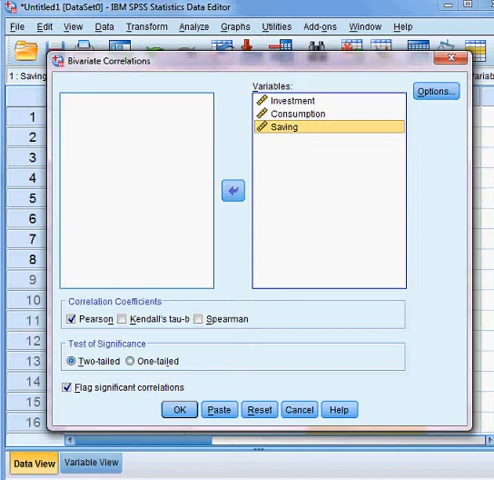 *Untitled1 [DataSet0] - IBM SPSS Statistics Data Editor
File Edit View Data Transform Analyze Graphs Utilities Add-ons Window Help
1 : Saving
Bivariate Correlations
Variables:
Investment
Consumption
Saving
Options...
1
2
3
4
5
6
7
8
9
10
11
12
13
14
15
16
Correlation Coefficients
Pearson Kendall's tau-b Spearman
Test of Significance
Two-tailed One-tailed
Flag significant correlations
OK Paste Reset Cancel Help
Data View Variable View